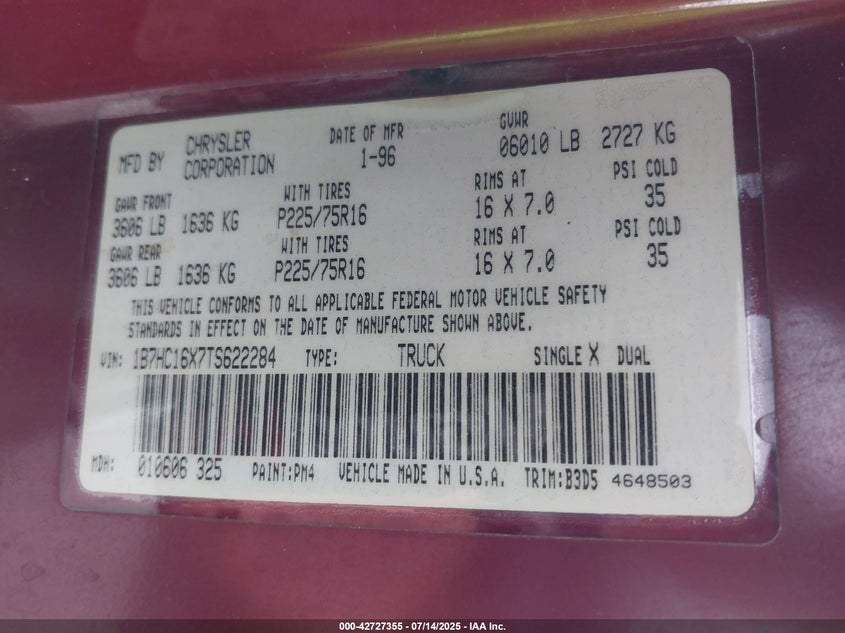 MFD BY CHRYSLER CORPORATION DATE OF MFR 1-96 GVWR 06010 LB 2727 KG
GAWR FRONT WITH TIRES RIMS AT PSI COLD
3606 LB 1636 KG P225/75R16 16 X 7.0 35
GAWR REAR WITH TIRES RIMS AT PSI COLD
3606 LB 1636 KG P225/75R16 16 X 7.0 35
THIS VEHICLE CONFORMS TO ALL APPLICABLE FEDERAL MOTOR VEHICLE SAFETY
STANDARDS IN EFFECT ON THE DATE OF MANUFACTURE SHOWN ABOVE.
VIN: 1B7HC16X7TS622284 TYPE: TRUCK SINGLE X DUAL
MDH: 010606 325 PAINT:PM4 VEHICLE MADE IN U.S.A. TRIM:B3D5 4648503
000-42727355 / 07/14/2025 - IAA Inc.